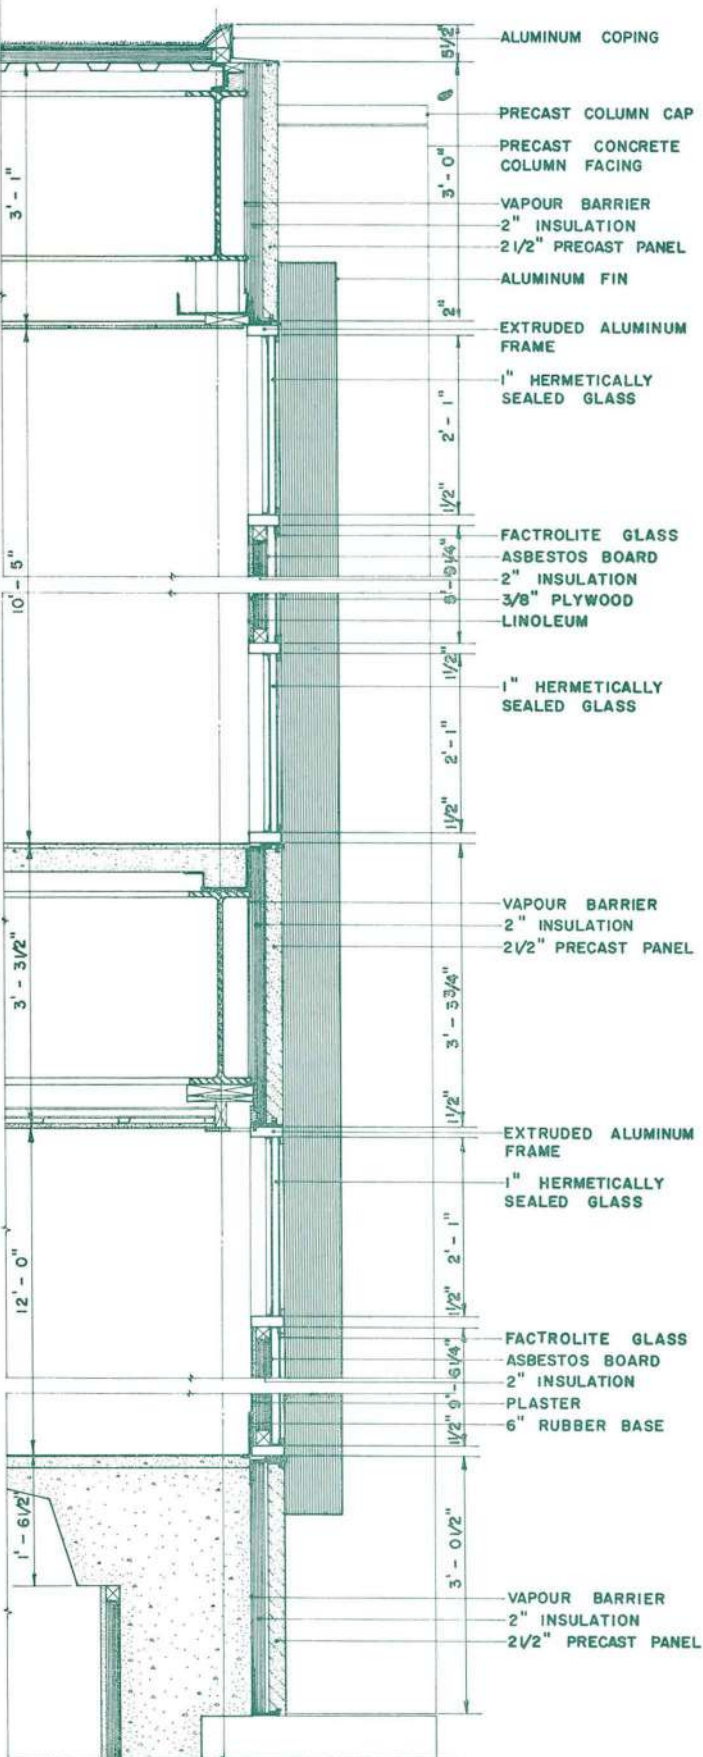 5 1/2"
ALUMINUM COPING
PRECAST COLUMN CAP
PRECAST CONCRETE
COLUMN FACING
3'-0"
3'-1"
VAPOUR BARRIER
2" INSULATION
2 1/2" PRECAST PANEL
ALUMINUM FIN
2"
EXTRUDED ALUMINUM
FRAME
1" HERMETICALLY
SEALED GLASS
2'-1"
1 1/2"
FACTROLITE GLASS
ASBESTOS BOARD
2" INSULATION
3/8" PLYWOOD
LINOLEUM
10'-5"
1 1/2"
1" HERMETICALLY
SEALED GLASS
2'-1"
1 1/2"
VAPOUR BARRIER
2" INSULATION
2 1/2" PRECAST PANEL
3'-3 1/2"
3'-3 3/4"
1 1/2"
EXTRUDED ALUMINUM
FRAME
1" HERMETICALLY
SEALED GLASS
2'-1"
12'-0"
1 1/2"
FACTROLITE GLASS
ASBESTOS BOARD
2" INSULATION
PLASTER
6" RUBBER BASE
9'-6 1/4"
1 1/2"
1'-6 1/2"
3'-0 1/2"
VAPOUR BARRIER
2" INSULATION
2 1/2" PRECAST PANEL